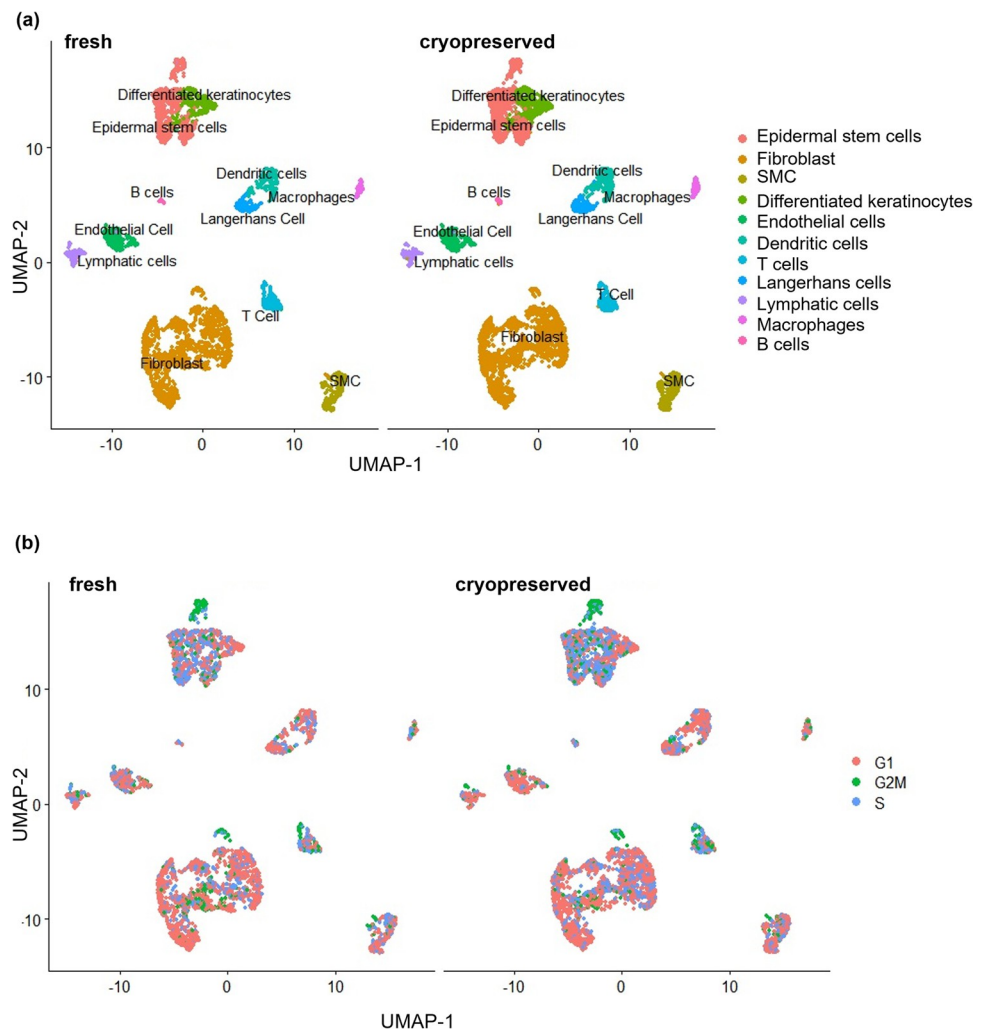 (a)
fresh
cryopreserved
Differentiated keratinocytes
Epidermal stem cells
Dendritic cells
B cells
Macrophages
Langerhans Cell
Endothelial Cell
Lymphatic cells
T Cell
Fibroblast
SMC
Differentiated keratinocytes
Epidermal stem cells
Dendritic cells
B cells
Macrophages
Langerhans Cell
Endothelial Cell
Lymphatic cells
T Cell
Fibroblast
SMC
Epidermal stem cells
Fibroblast
SMC
Differentiated keratinocytes
Endothelial cells
Dendritic cells
T cells
Langerhans cells
Lymphatic cells
Macrophages
B cells
UMAP-2
10
0
-10
-10 0 10
-10 0 10
UMAP-1
(b)
fresh
cryopreserved
G1
G2M
S
UMAP-2
10
0
-10
-10 0 10
-10 0 10
UMAP-1